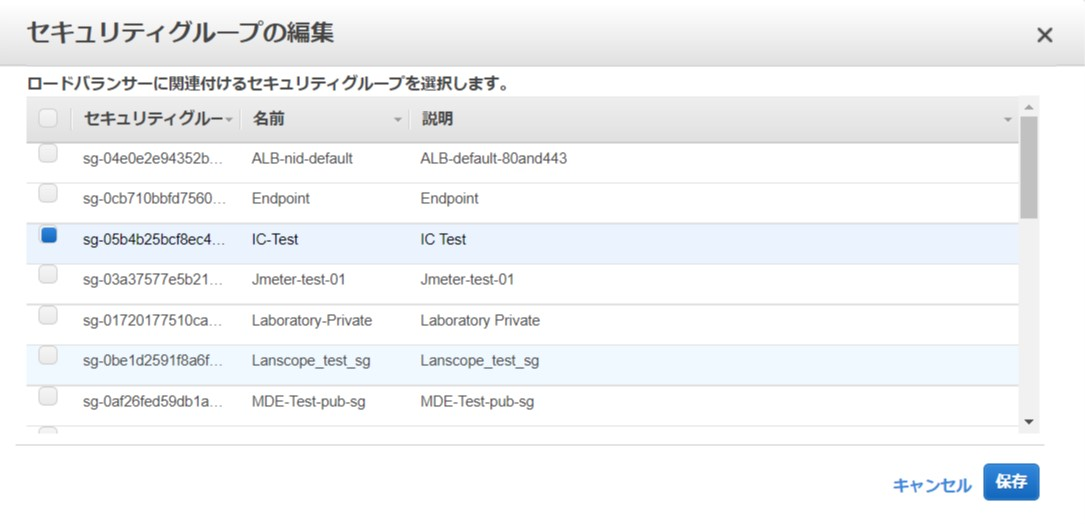 セキュリティグループの編集
ロードバランサーに関連付けるセキュリティグループを選択します。
セキュリティグルー 名前 説明
sg-04e0e2e94352b... ALB-nid-default ALB-default-80and443
sg-0cb710bbfd7560... Endpoint Endpoint
sg-05b4b25bcf8ec4... IC-Test IC Test
sg-03a37577e5b21... Jmeter-test-01 Jmeter-test-01
sg-01720177510ca... Laboratory-Private Laboratory Private
sg-0be1d2591f8a6f... Lanscope_test_sg Lanscope_test_sg
sg-0af26fed59db1a... MDE-Test-pub-sg MDE-Test-pub-sg
キャンセル 保存